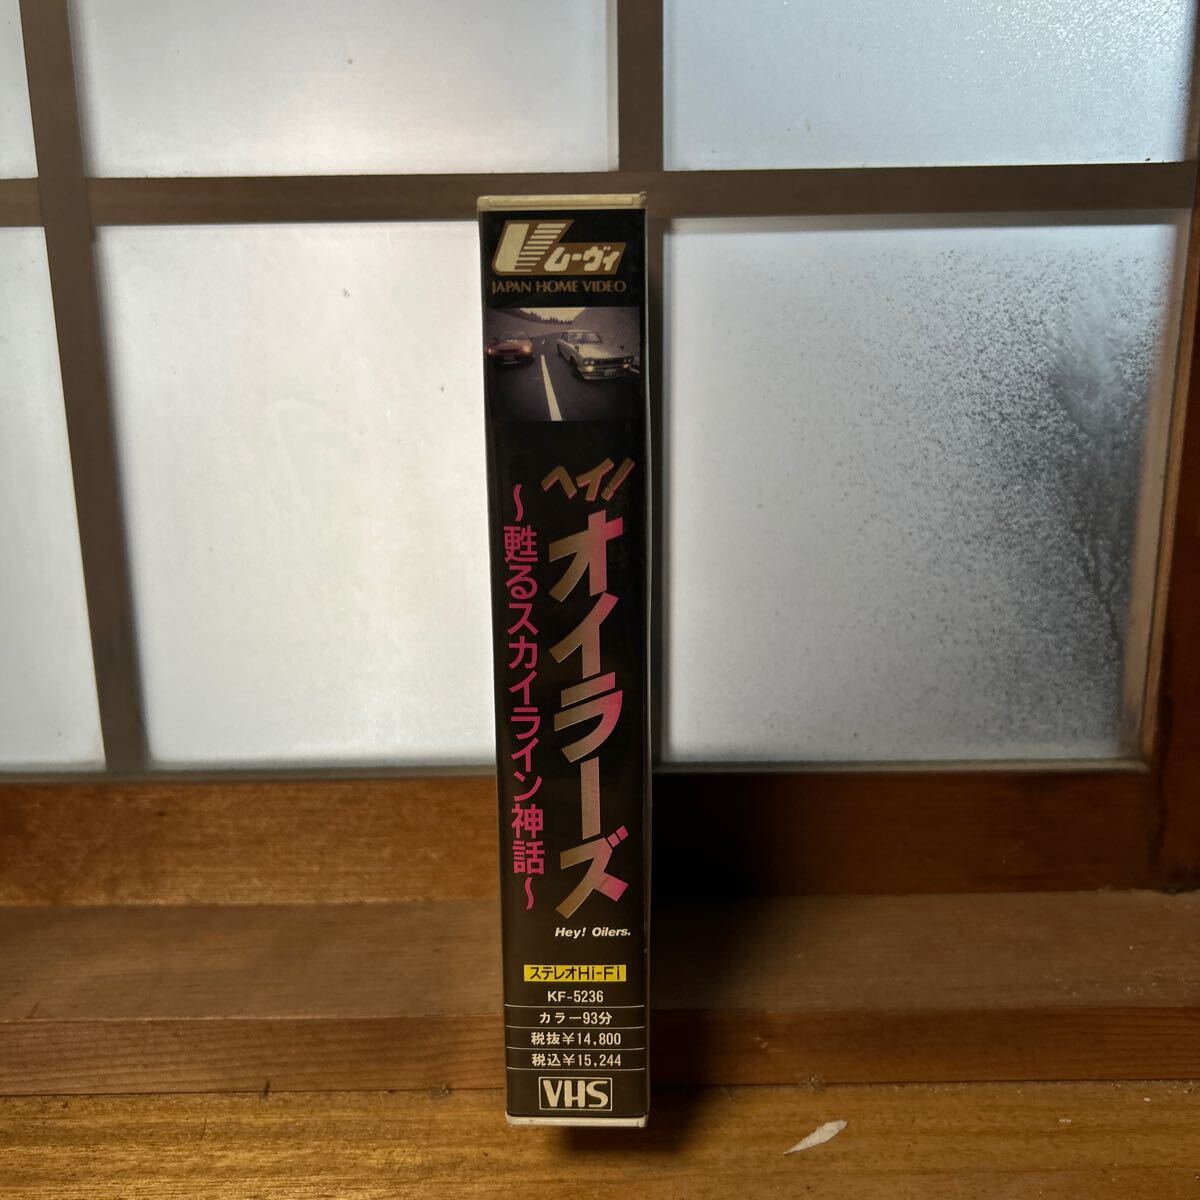 Vムーヴィ
JAPAN HOME VIDEO
ヘイ!オイラーズ
～甦るスカイライン神話～
Hey! Oilers.
ステレオHi-Fi
KF-5236
カラー93分
税抜¥14,800
税込¥15,244
VHS